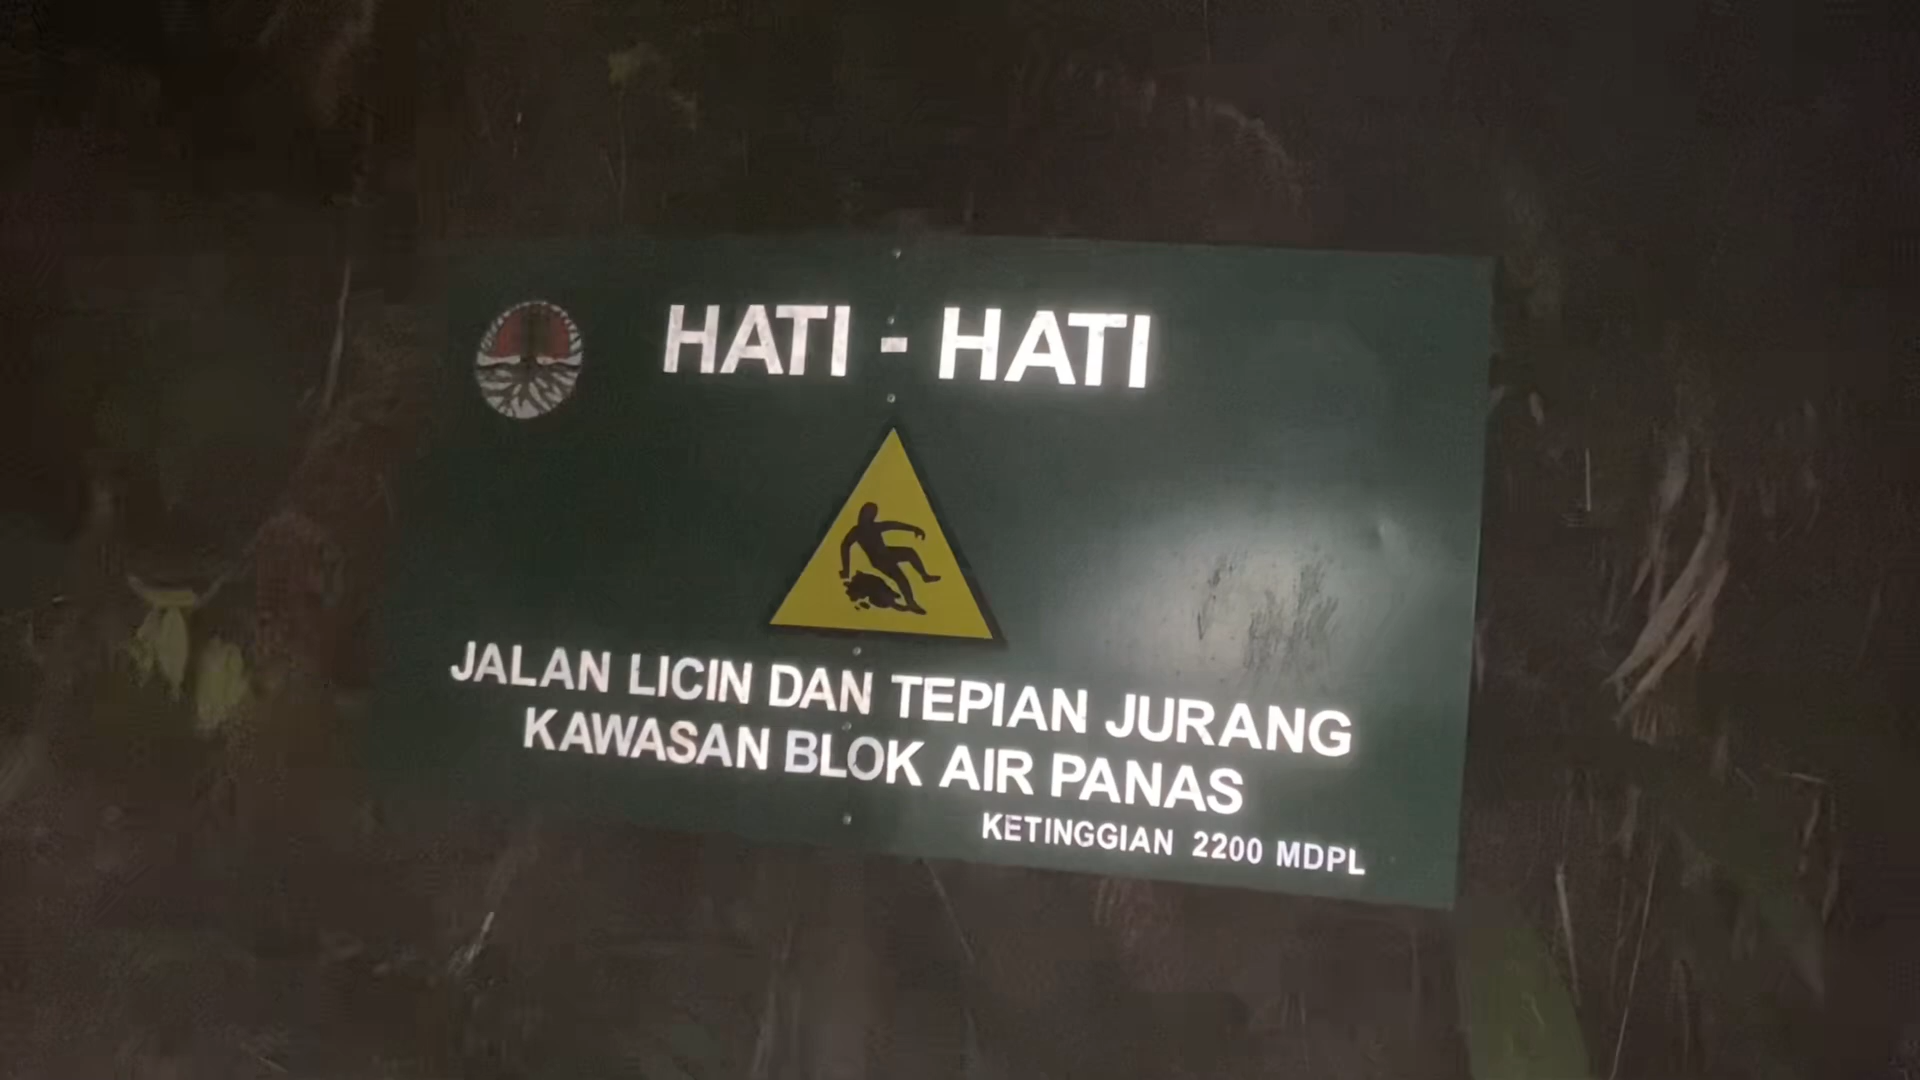 HATI - HATI
JALAN LICIN DAN TEPIAN JURANG
KAWASAN BLOK AIR PANAS
KETINGGIAN 2200 MDPL